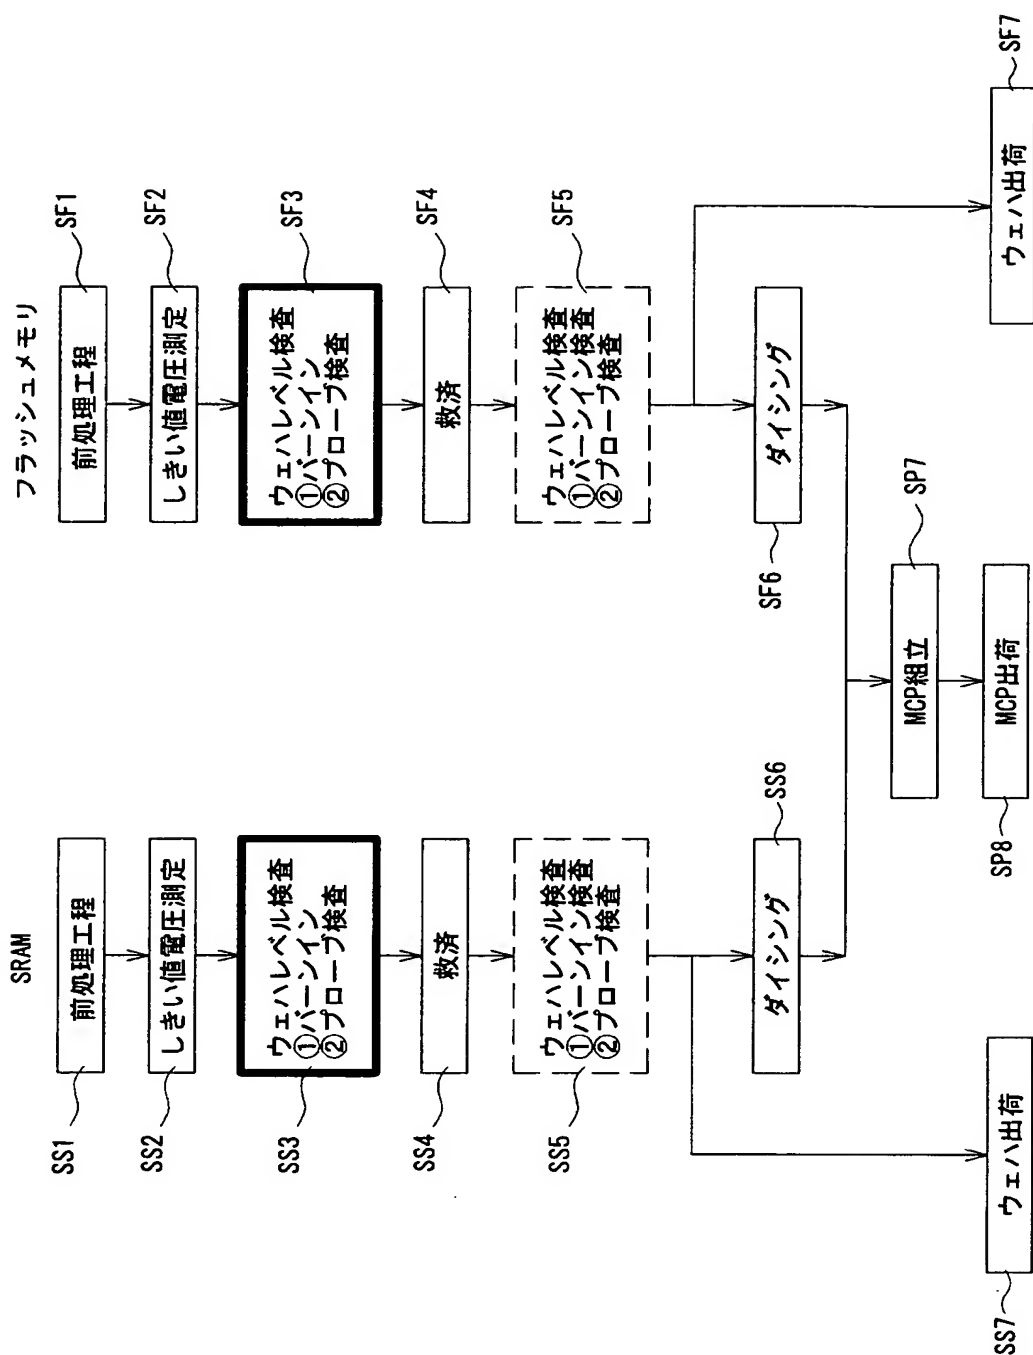 SRAM
SS1
前処理工程
SS2
しきい値電圧測定
SS3
ウェハレベル検査
①バーンイン
②プローブ検査
SS4
救済
SS5
ウェハレベル検査
①バーンイン検査
②プローブ検査
SS6
ダイシング
SS7
ウェハ出荷
フラッシュメモリ
SF1
前処理工程
SF2
しきい値電圧測定
SF3
ウェハレベル検査
①バーンイン
②プローブ検査
SF4
救済
SF5
ウェハレベル検査
①バーンイン検査
②プローブ検査
SF6
ダイシング
SF7
ウェハ出荷
SP7
MCP組立
SP8
MCP出荷